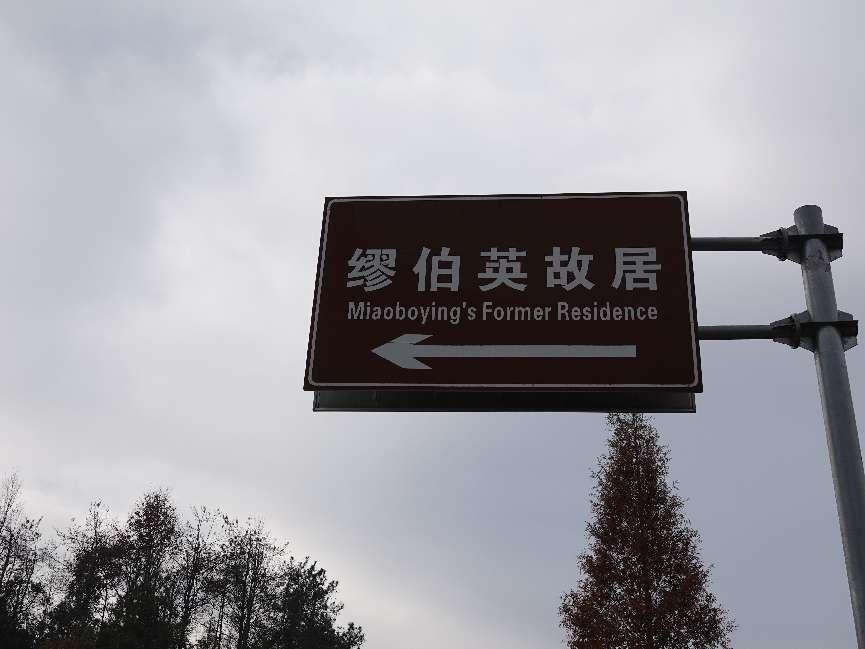 缪伯英故居
Miaoboying's Former Residence